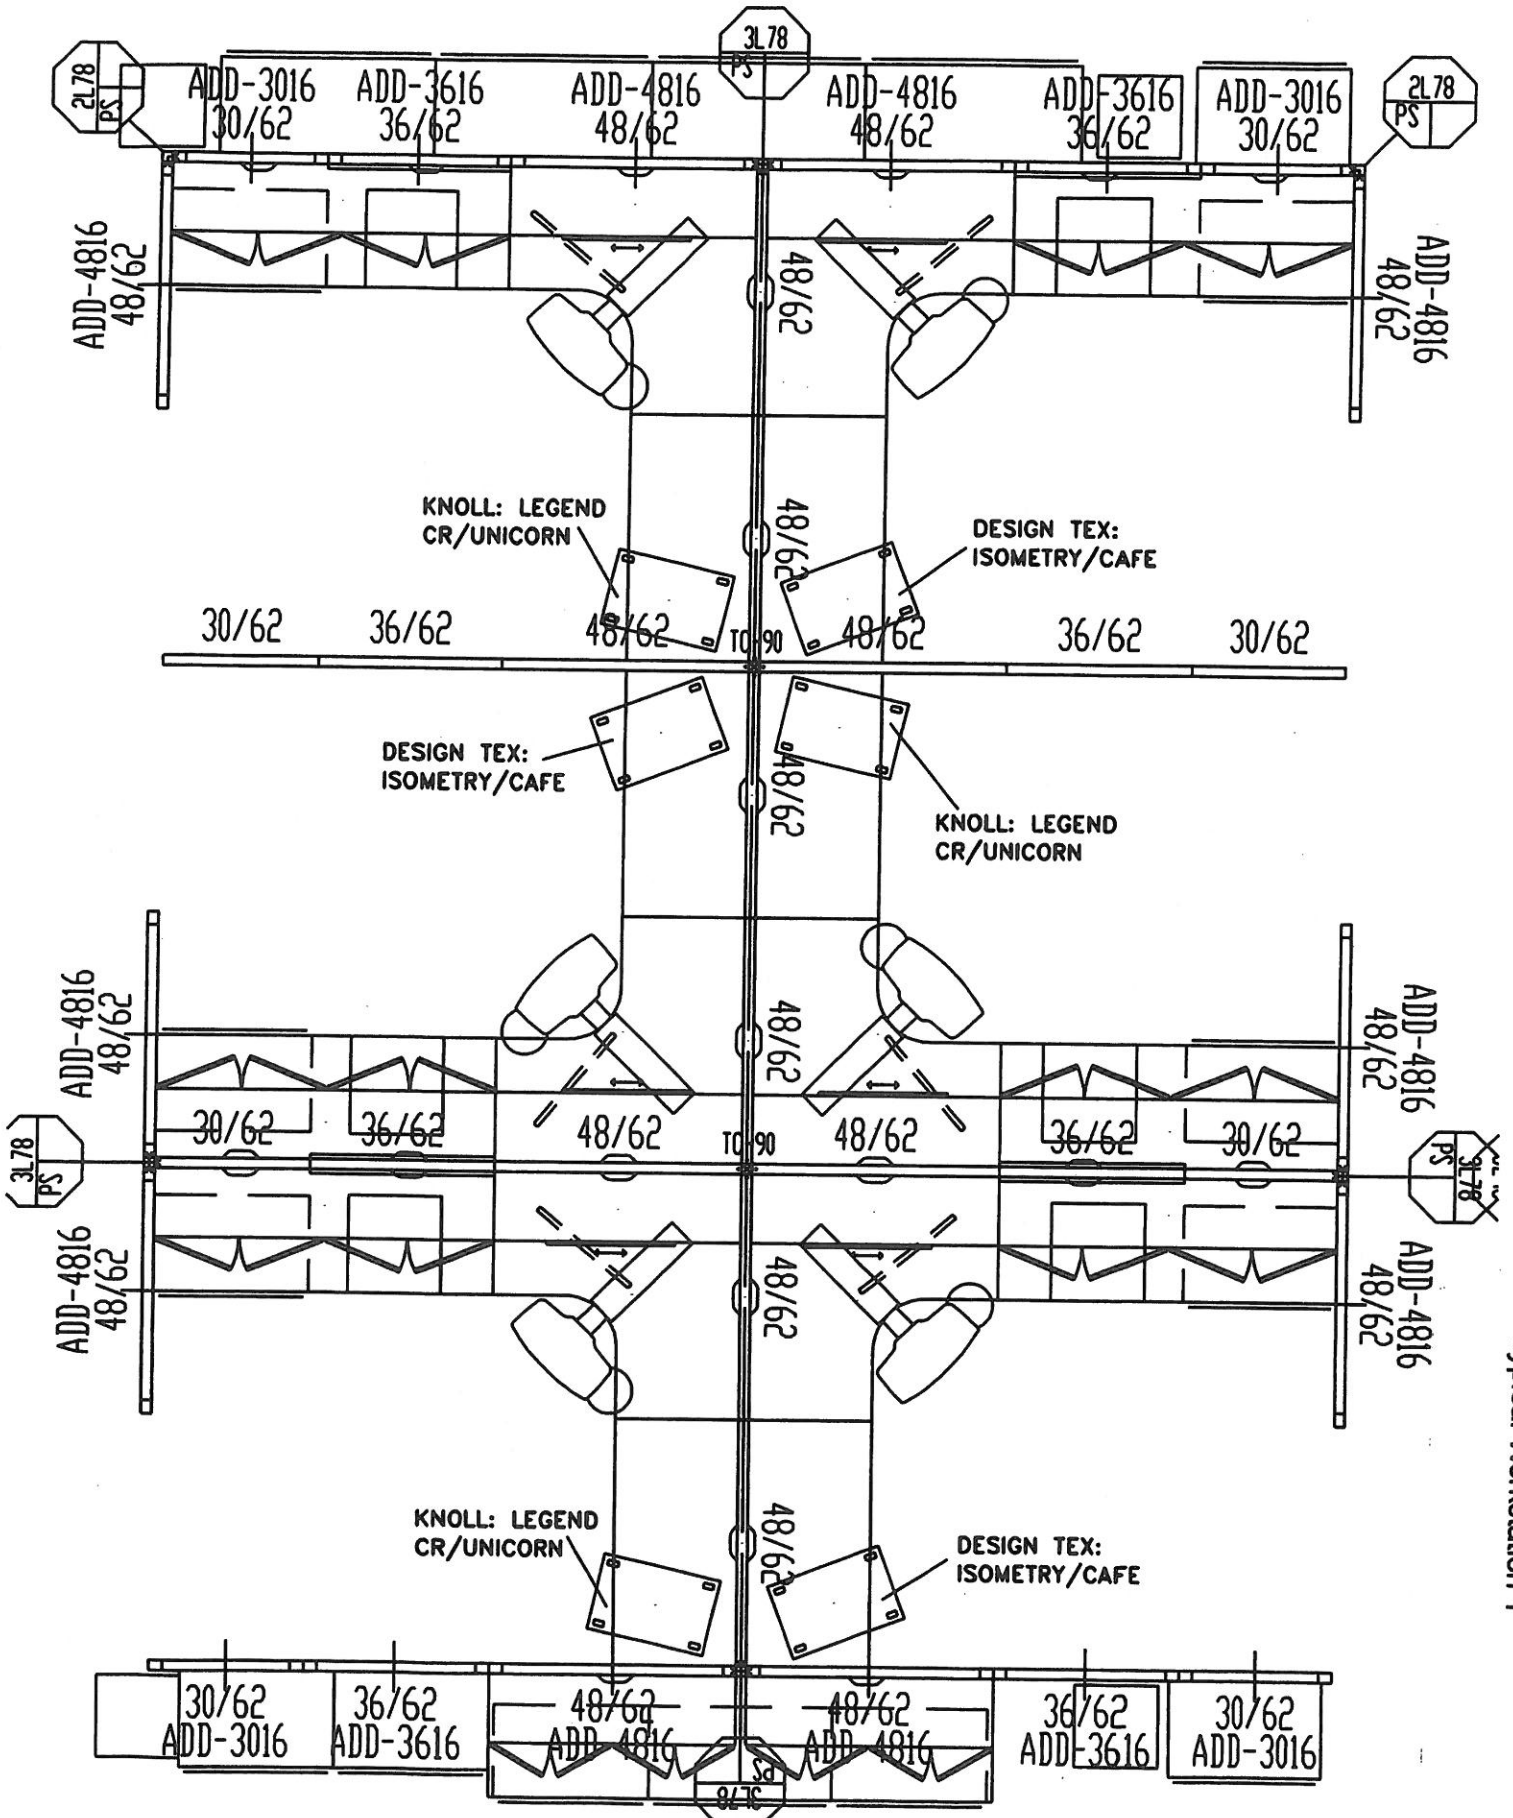 3L78
PS
2L78
PS
ADD-3016
30/62
ADD-3616
36/62
ADD-4816
48/62
ADD-4816
48/62
ADD-3616
36/62
ADD-3016
30/62
2L78
PS
ADD-4816
48/62
48/62
ADD-4816
48/62
KNOLL: LEGEND
CR/UNICORN
48/62
DESIGN TEX:
ISOMETRY/CAFE
30/62
36/62
48/62
TO-90
48/62
36/62
30/62
DESIGN TEX:
ISOMETRY/CAFE
48/62
KNOLL: LEGEND
CR/UNICORN
ADD-4816
48/62
48/62
ADD-4816
48/62
3L78
PS
30/62
36/62
48/62
TO-90
48/62
36/62
30/62
3L78
PS
ADD-4816
48/62
48/62
ADD-4816
48/62
KNOLL: LEGEND
CR/UNICORN
48/62
DESIGN TEX:
ISOMETRY/CAFE
30/62
ADD-3016
36/62
ADD-3616
48/62
ADD-4816
48/62
ADD-4816
36/62
ADD-3616
30/62
ADD-3016
PS
3L78